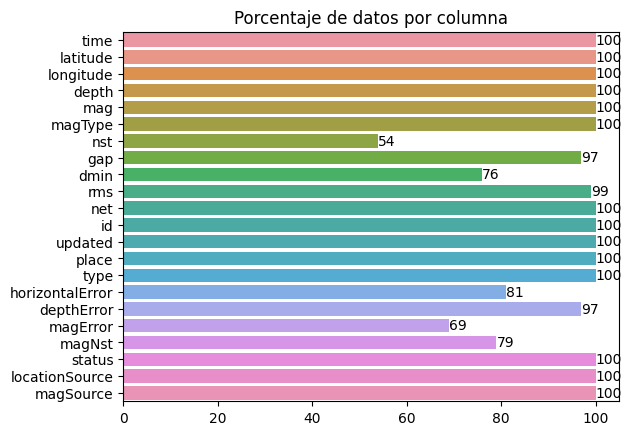 Porcentaje de datos por columna
time 100
latitude 100
longitude 100
depth 100
mag 100
magType 100
nst 54
gap 97
dmin 76
rms 99
net 100
id 100
updated 100
place 100
type 100
horizontalError 81
depthError 97
magError 69
magNst 79
status 100
locationSource 100
magSource 100
0 20 40 60 80 100